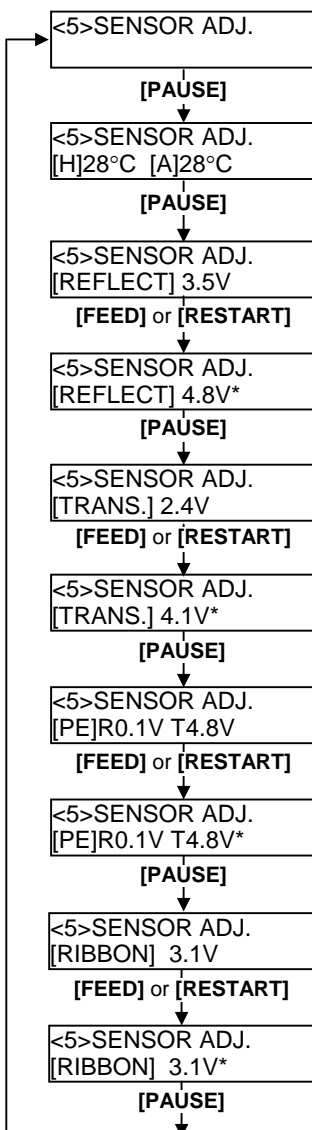 <5>SENSOR ADJ.
[PAUSE]
<5>SENSOR ADJ.
[H]28°C [A]28°C
[PAUSE]
<5>SENSOR ADJ.
[REFLECT] 3.5V
[FEED] or [RESTART]
<5>SENSOR ADJ.
[REFLECT] 4.8V*
[PAUSE]
<5>SENSOR ADJ.
[TRANS.] 2.4V
[FEED] or [RESTART]
<5>SENSOR ADJ.
[TRANS.] 4.1V*
[PAUSE]
<5>SENSOR ADJ.
[PE]R0.1V T4.8V
[FEED] or [RESTART]
<5>SENSOR ADJ.
[PE]R0.1V T4.8V*
[PAUSE]
<5>SENSOR ADJ.
[RIBBON] 3.1V
[FEED] or [RESTART]
<5>SENSOR ADJ.
[RIBBON] 3.1V*
[PAUSE]